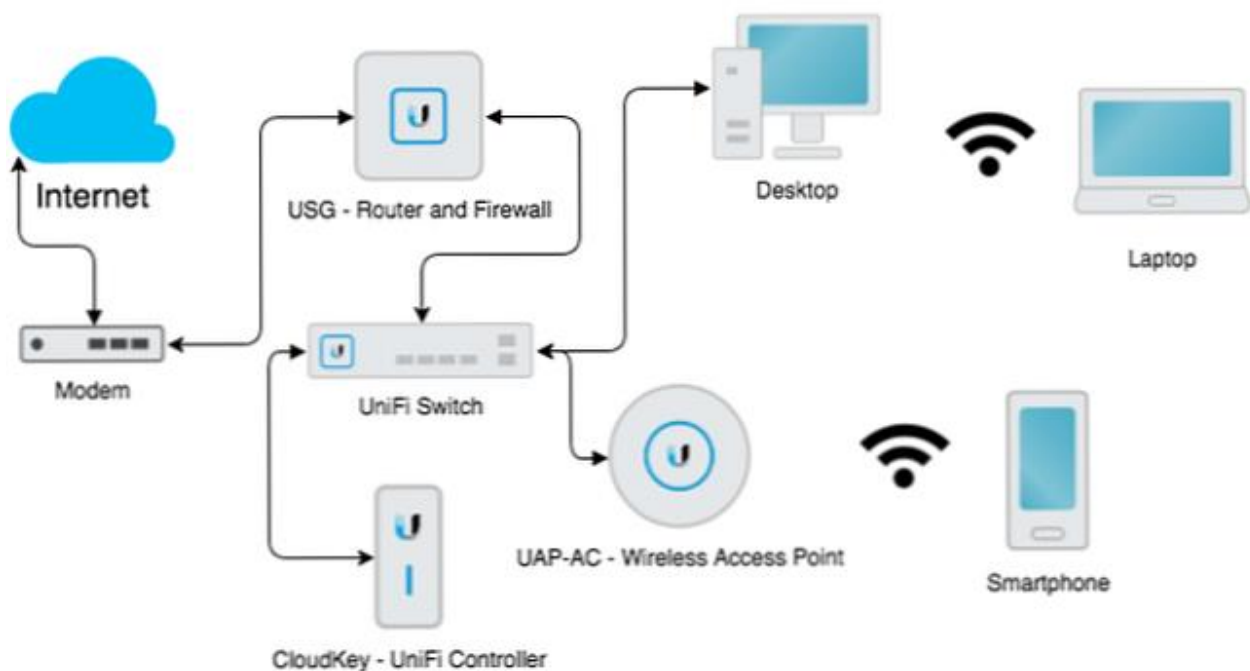 Internet
USG - Router and Firewall
Desktop
Laptop
Modem
UniFi Switch
UAP-AC - Wireless Access Point
Smartphone
CloudKey - UniFi Controller